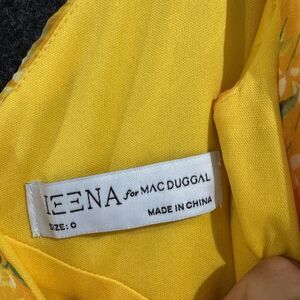 IEENA for MAC DUGGAL
MADE IN CHINA
SIZE: 0